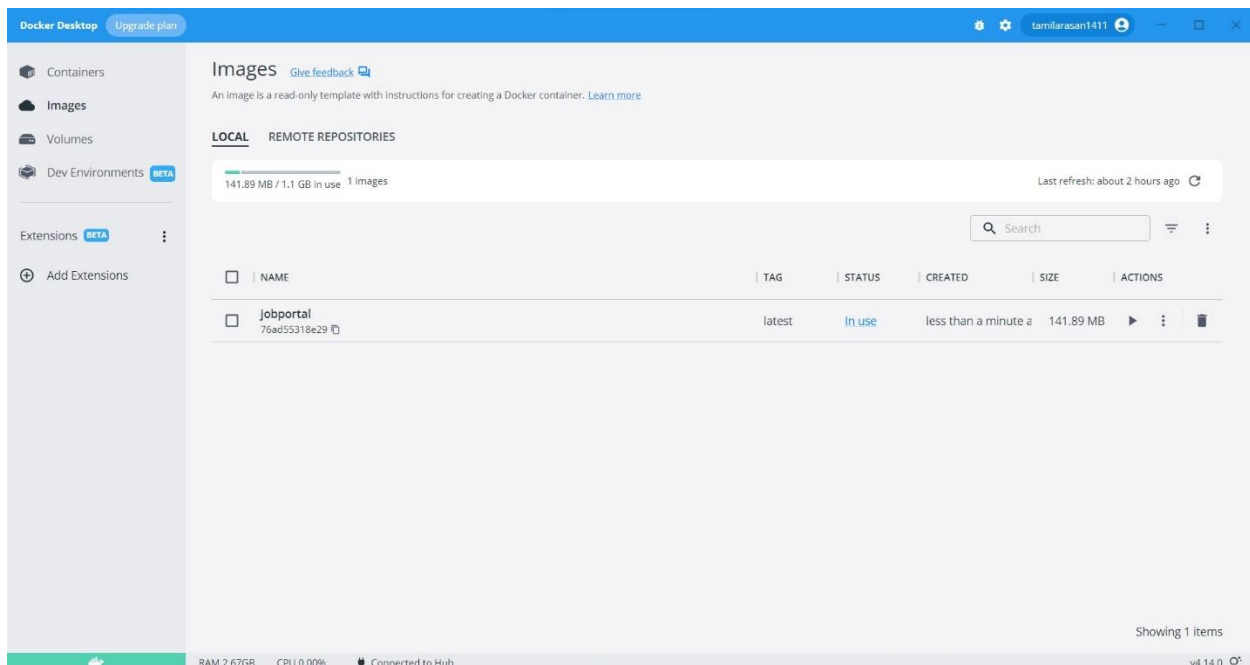 Docker Desktop Upgrade plan tamilarasan1411
Containers
Images
Volumes
Dev Environments BETA
Extensions BETA
Add Extensions
Images Give feedback
An image is a read-only template with instructions for creating a Docker container. Learn more
LOCAL REMOTE REPOSITORIES
141.89 MB / 1.1 GB in use 1 images Last refresh: about 2 hours ago
Search
NAME TAG STATUS CREATED SIZE ACTIONS
jobportal latest In use less than a minute a 141.89 MB
76ad55318e29
Showing 1 items
RAM 2.67GB CPU 0.00% Connected to Hub v4.14.0